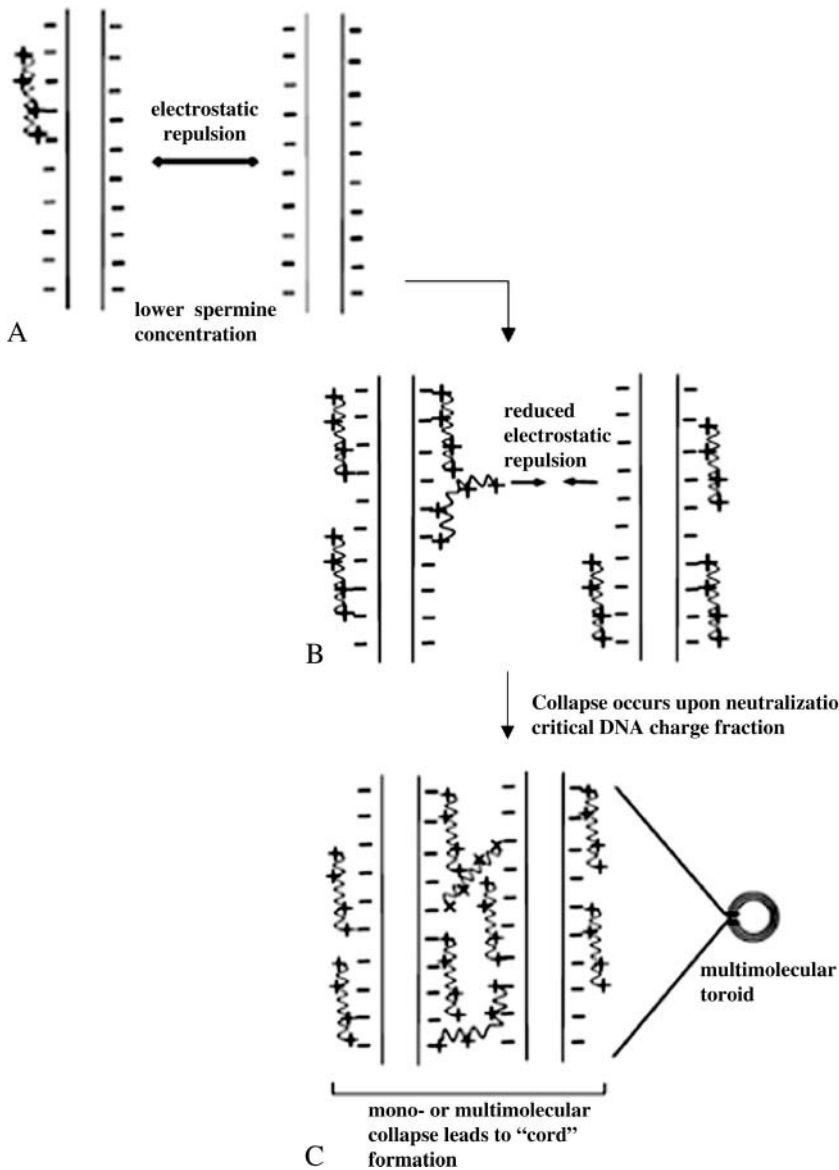 electrostatic
repulsion
lower spermine
concentration
A
reduced
electrostatic
repulsion
B
Collapse occurs upon neutralizatio
critical DNA charge fraction
multimolecular
toroid
mono- or multimolecular
collapse leads to “cord”
formation
C